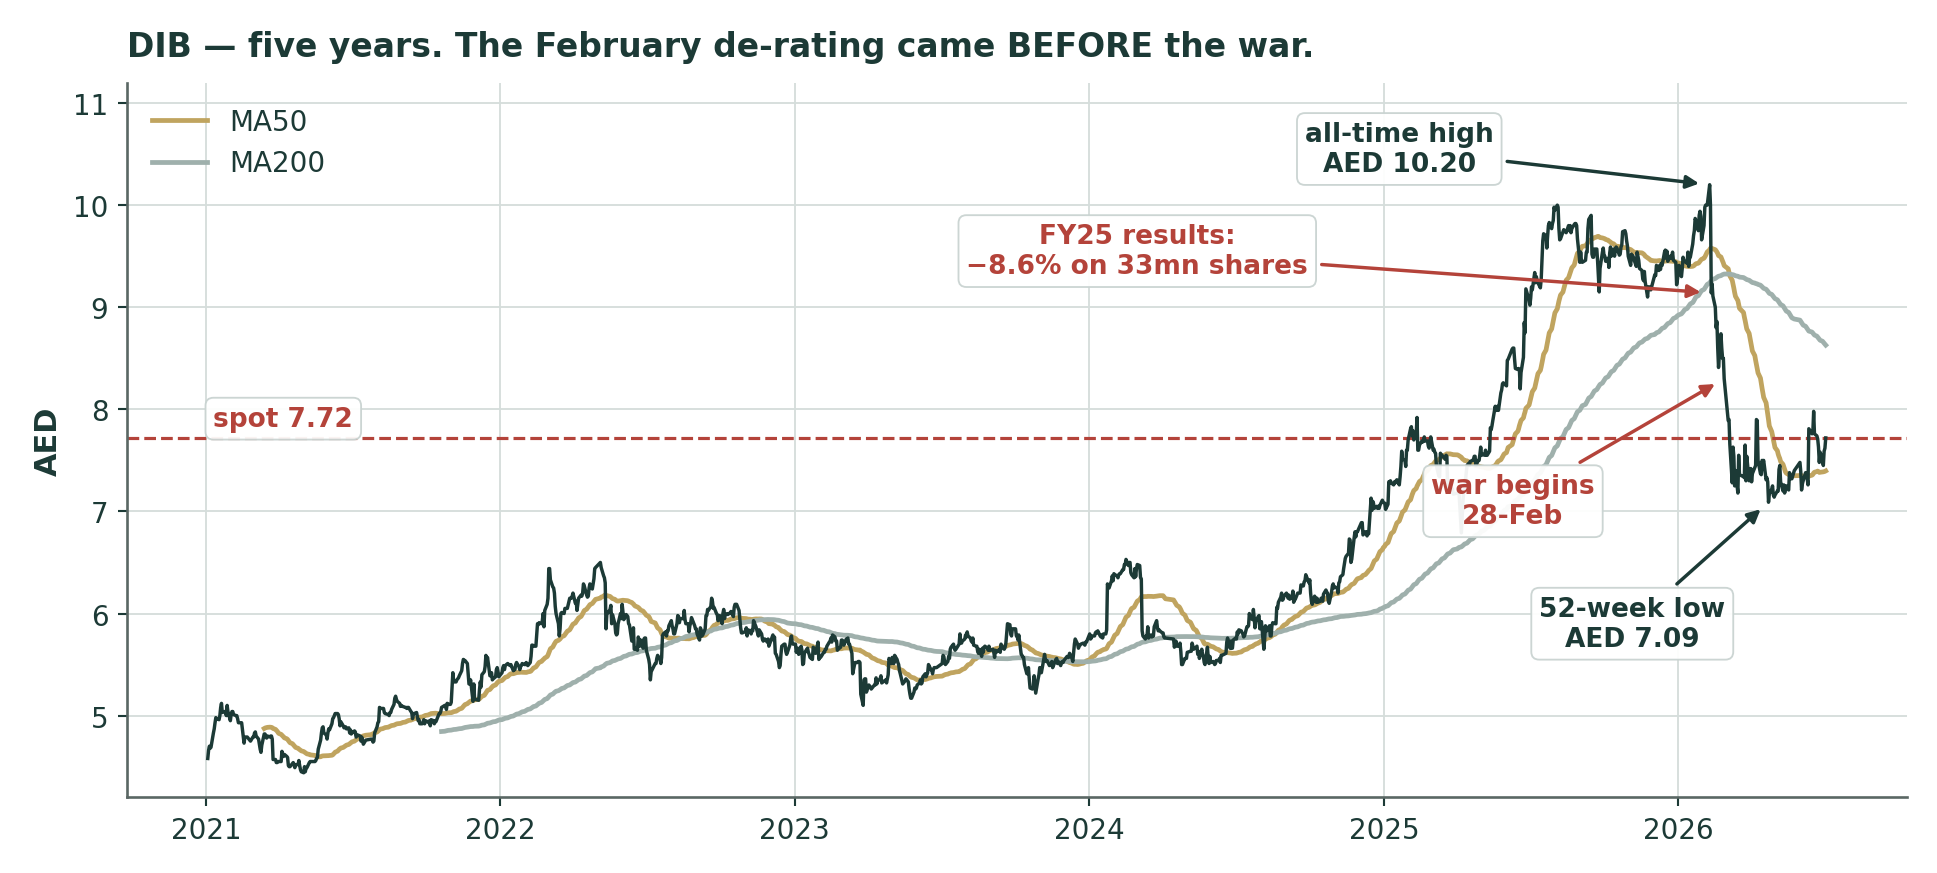 DIB — five years. The February de-rating came BEFORE the war.
MA50
MA200
all-time high
AED 10.20
FY25 results:
−8.6% on 33mn shares
spot 7.72
war begins
28-Feb
52-week low
AED 7.09
AED
11
10
9
8
7
6
5
2021
2022
2023
2024
2025
2026